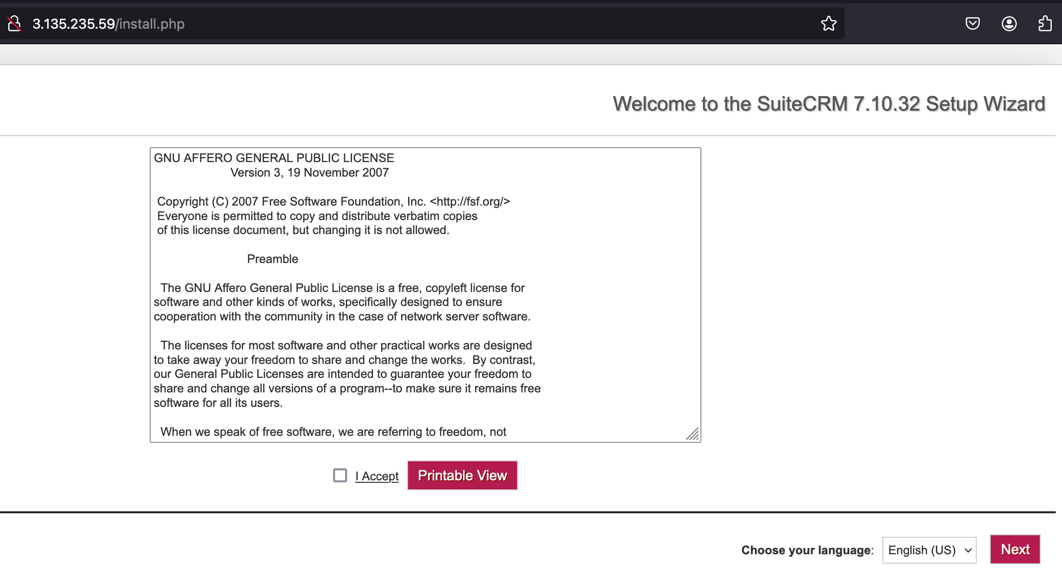 3.135.235.59/install.php
Welcome to the SuiteCRM 7.10.32 Setup Wizard
GNU AFFERO GENERAL PUBLIC LICENSE
Version 3, 19 November 2007
Copyright (C) 2007 Free Software Foundation, Inc. <http://fsf.org/>
Everyone is permitted to copy and distribute verbatim copies
of this license document, but changing it is not allowed.
Preamble
The GNU Affero General Public License is a free, copyleft license for
software and other kinds of works, specifically designed to ensure
cooperation with the community in the case of network server software.
The licenses for most software and other practical works are designed
to take away your freedom to share and change the works.  By contrast,
our General Public Licenses are intended to guarantee your freedom to
share and change all versions of a program--to make sure it remains free
software for all its users.
When we speak of free software, we are referring to freedom, not
I Accept Printable View
Choose your language: English (US) Next